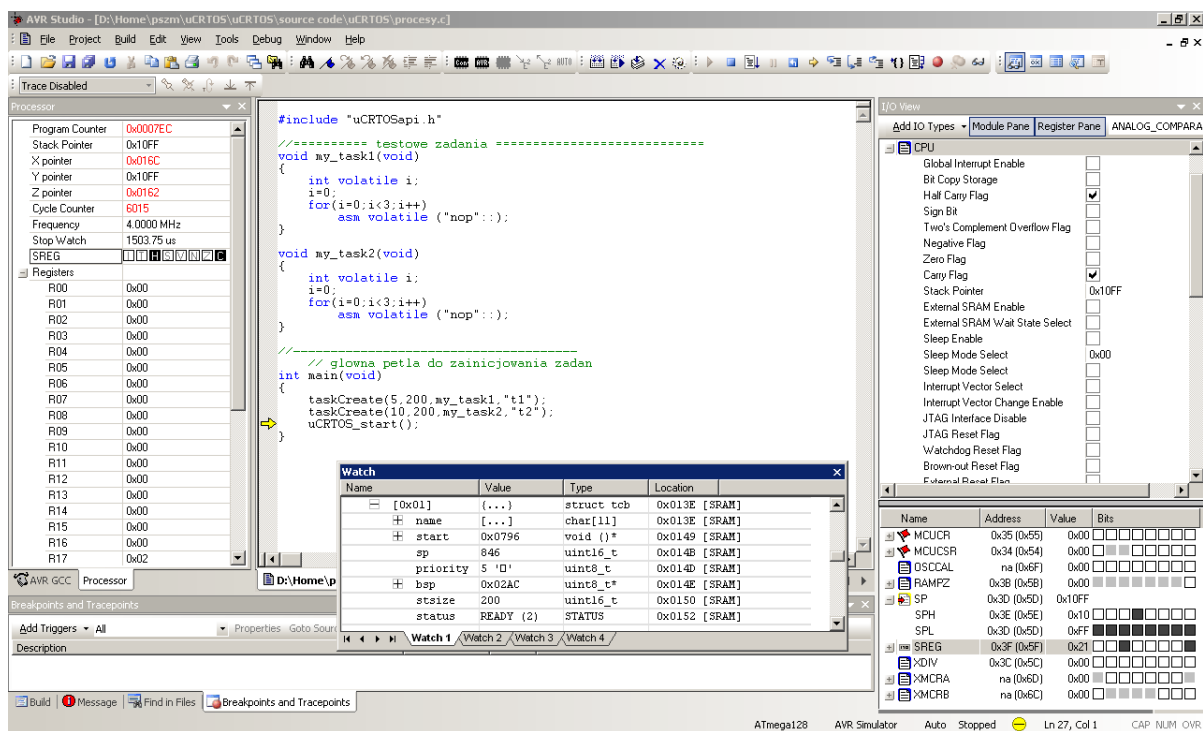 AVR Studio - [D:\Home\pszm\uCRTOS\uCRTOS\source code\uCRTOS\procesy.c]
File Project Build Edit View Tools Debug Window Help
Trace Disabled
Processor
Program Counter 0x0007EC
Stack Pointer 0x10FF
X pointer 0x016C
Y pointer 0x10FF
Z pointer 0x0162
Cycle Counter 6015
Frequency 4.0000 MHz
Stop Watch 1503.75 us
SREG I T H S V N Z C
Registers
R00 0x00
R01 0x00
R02 0x00
R03 0x00
R04 0x00
R05 0x00
R06 0x00
R07 0x00
R08 0x00
R09 0x00
R10 0x00
R11 0x00
R12 0x00
R13 0x00
R14 0x00
R15 0x00
R16 0x00
R17 0x02
AVR GCC Processor
#include "uCRTOSapi.h"
//========== testowe zadania ============================
void my_task1(void)
{
int volatile i;
i=0;
for(i=0;i<3;i++)
asm volatile ("nop"::);
}
void my_task2(void)
{
int volatile i;
i=0;
for(i=0;i<3;i++)
asm volatile ("nop"::);
}
//--------------------------------------
// glowna petla do zainicjowania zadan
int main(void)
{
taskCreate(5,200,my_task1,"t1");
taskCreate(10,200,my_task2,"t2");
uCRTOS_start();
}
D:\Home\p
Watch
Name Value Type Location
[0x01] {...} struct tcb 0x013E [SRAM]
name [...] char[11] 0x013E [SRAM]
start 0x0796 void ()* 0x0149 [SRAM]
sp 846 uint16_t 0x014B [SRAM]
priority 5 '□' uint8_t 0x014D [SRAM]
bsp 0x02AC uint8_t* 0x014E [SRAM]
stsize 200 uint16_t 0x0150 [SRAM]
status READY (2) STATUS 0x0152 [SRAM]
Watch 1 Watch 2 Watch 3 Watch 4
I/O View
Add IO Types Module Pane Register Pane ANALOG_COMPARA
CPU
Global Interrupt Enable
Bit Copy Storage
Half Carry Flag
Sign Bit
Two's Complement Overflow Flag
Negative Flag
Zero Flag
Carry Flag
Stack Pointer 0x10FF
External SRAM Enable
External SRAM Wait State Select
Sleep Enable
Sleep Mode Select 0x00
Sleep Mode Select
Interrupt Vector Select
Interrupt Vector Change Enable
JTAG Interface Disable
JTAG Reset Flag
Watchdog Reset Flag
Brown-out Reset Flag
External Reset Flag
Name Address Value Bits
MCUCR 0x35 (0x55) 0x00
MCUCSR 0x34 (0x54) 0x00
OSCCAL na (0x6F) 0x00
RAMPZ 0x3B (0x5B) 0x00
SP 0x3D (0x5D) 0x10FF
SPH 0x3E (0x5E) 0x10
SPL 0x3D (0x5D) 0xFF
SREG 0x3F (0x5F) 0x21
XDIV 0x3C (0x5C) 0x00
XMCRA na (0x6D) 0x00
XMCRB na (0x6C) 0x00
Breakpoints and Tracepoints
Add Triggers All Properties Goto Sour
Description
Build Message Find in Files Breakpoints and Tracepoints
ATmega128 AVR Simulator Auto Stopped Ln 27, Col 1 CAP NUM OVR